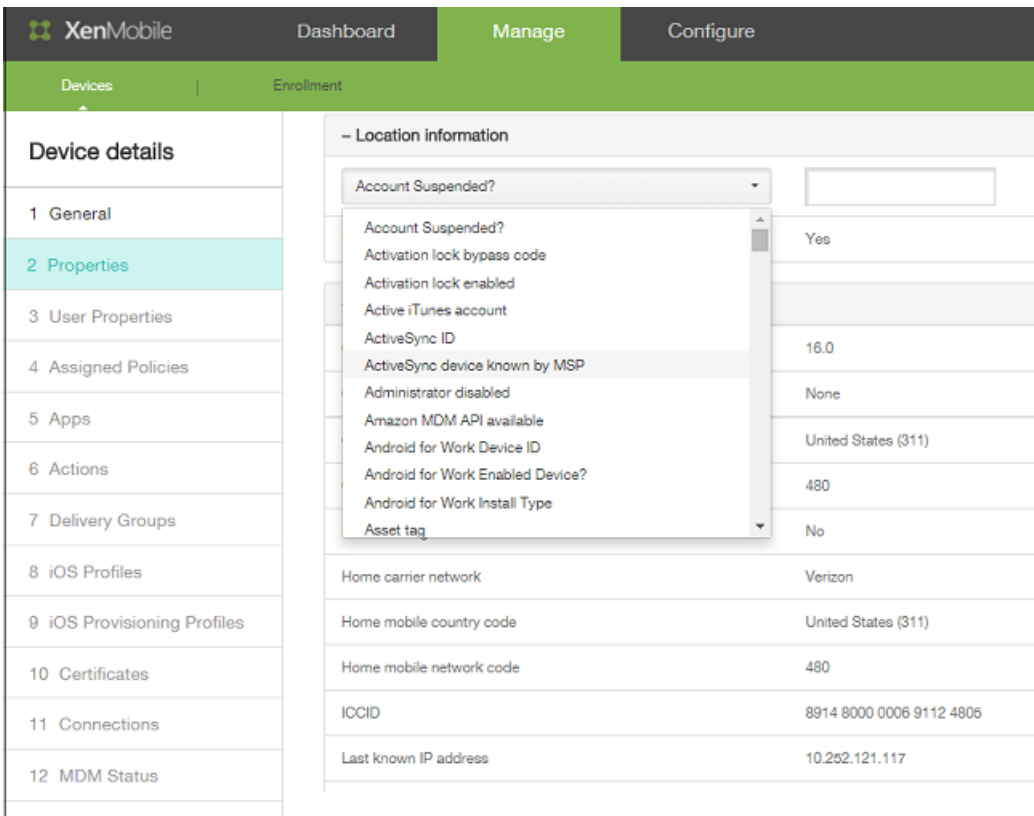 XenMobile Dashboard Manage Configure
Devices | Enrollment
Device details
1 General
2 Properties
3 User Properties
4 Assigned Policies
5 Apps
6 Actions
7 Delivery Groups
8 iOS Profiles
9 iOS Provisioning Profiles
10 Certificates
11 Connections
12 MDM Status
– Location information
Account Suspended?
Account Suspended?
Activation lock bypass code
Activation lock enabled
Active iTunes account
ActiveSync ID
ActiveSync device known by MSP
Administrator disabled
Amazon MDM API available
Android for Work Device ID
Android for Work Enabled Device?
Android for Work Install Type
Asset tag
Yes
16.0
None
United States (311)
480
No
Home carrier network Verizon
Home mobile country code United States (311)
Home mobile network code 480
ICCID 8914 8000 0006 9112 4805
Last known IP address 10.252.121.117